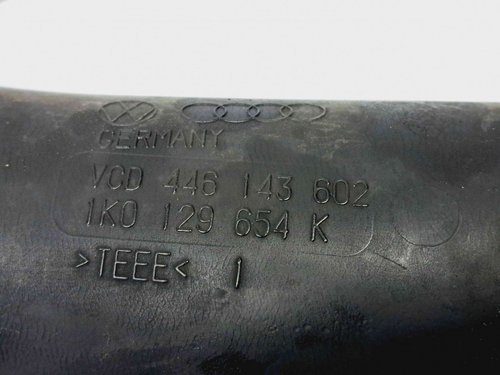 GERMANY
VCD 446 143 602
1K0 129 654 K
>TEEE< 1